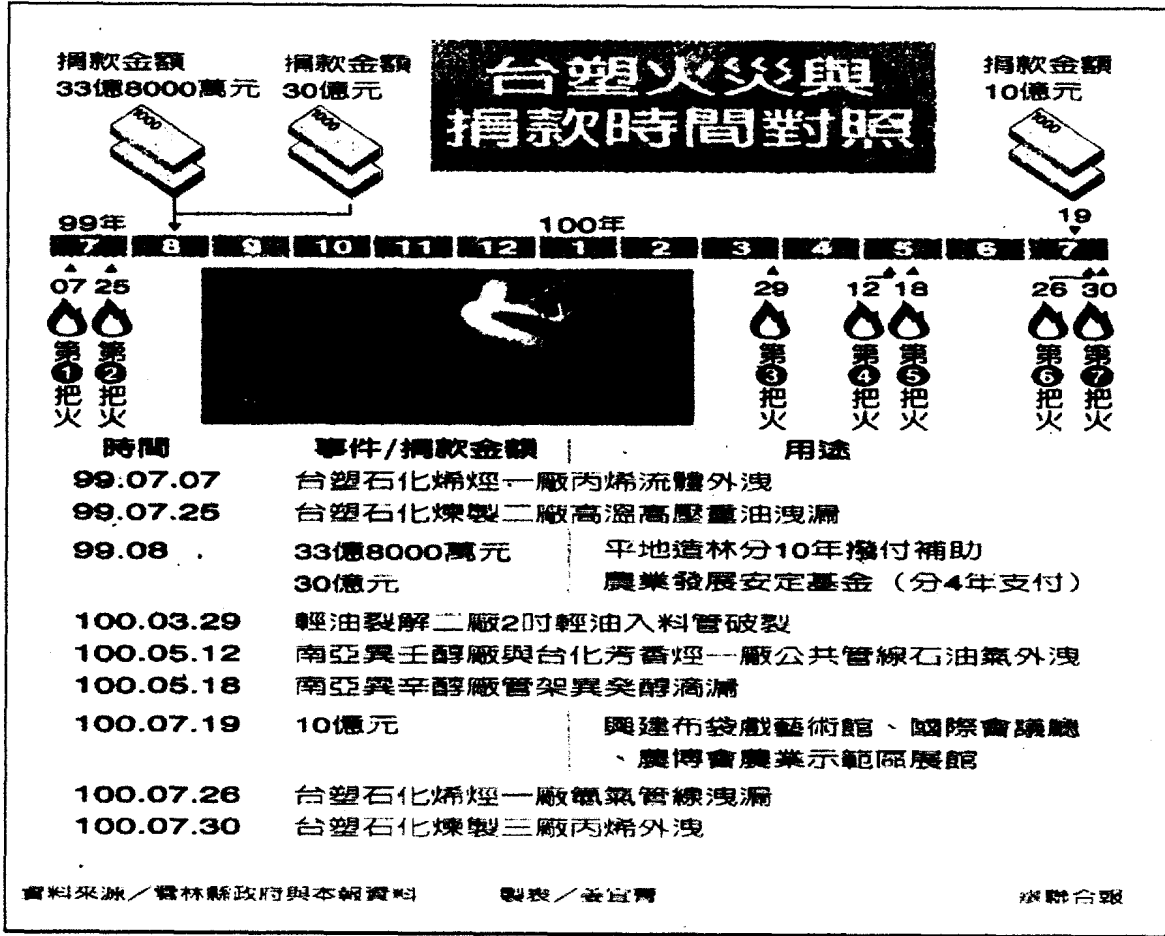 捐款金額
33億8000萬元
捐款金額
30億元
台塑火災與
捐款時間對照
捐款金額
10億元
1000
1000
1000
99年
100年
19
7 8 9 10 11 12 1 2 3 4 5 6 7
07 25 29 12 18 26 30
第1把火
第2把火
第3把火
第4把火
第5把火
第6把火
第7把火
時間 事件/捐款金額 用途
99.07.07 台塑石化烯烴一廠丙烯流體外洩
99.07.25 台塑石化煉製二廠高溫高壓重油洩漏
99.08 33億8000萬元 平地造林分10年撥付補助
30億元 農業發展安定基金（分4年支付）
100.03.29 輕油裂解二廠2吋輕油入料管破裂
100.05.12 南亞異壬醇廠與台化芳香烴一廠公共管線石油氣外洩
100.05.18 南亞異辛醇廠管架異癸醇滴漏
100.07.19 10億元 興建布袋戲藝術館、國際會議廳
、農博會農業示範區展館
100.07.26 台塑石化烯烴一廠氫氣管線洩漏
100.07.30 台塑石化煉製三廠丙烯外洩
資料來源／雲林縣政府與本報資料 製表／姜宜菁
聯合報